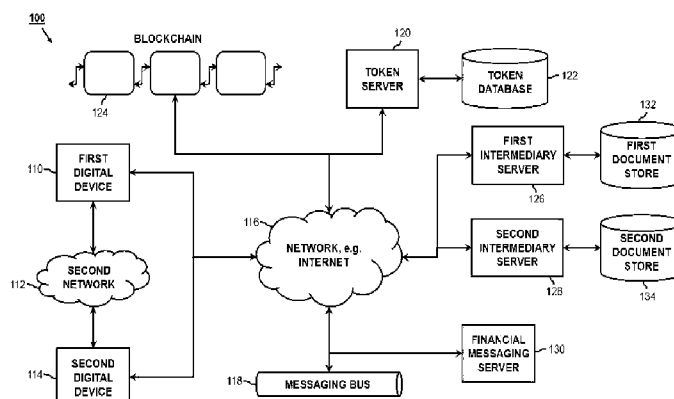 100
BLOCKCHAIN
124
120
TOKEN
SERVER
TOKEN
DATABASE
122
110
FIRST
DIGITAL
DEVICE
112
SECOND
NETWORK
114
SECOND
DIGITAL
DEVICE
116
NETWORK, e.g.
INTERNET
FIRST
INTERMEDIARY
SERVER
126
132
FIRST
DOCUMENT
STORE
SECOND
INTERMEDIARY
SERVER
128
SECOND
DOCUMENT
STORE
134
FINANCIAL
MESSAGING
SERVER
130
118
MESSAGING BUS